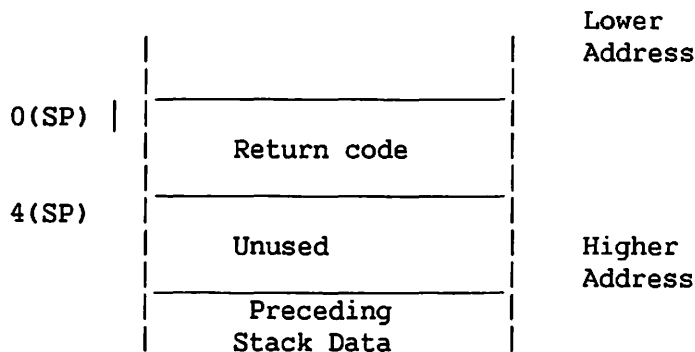 Lower
Address
0(SP)
Return code
4(SP)
Unused
Higher
Address
Preceding
Stack Data